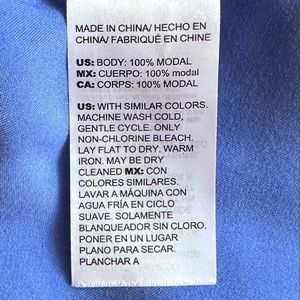 MADE IN CHINA/ HECHO EN
CHINA/ FABRIQUÉ EN CHINE
US: BODY: 100% MODAL
MX: CUERPO: 100% modal
CA: CORPS: 100% MODAL
US: WITH SIMILAR COLORS.
MACHINE WASH COLD,
GENTLE CYCLE. ONLY
NON-CHLORINE BLEACH.
LAY FLAT TO DRY. WARM
IRON. MAY BE DRY
CLEANED MX: CON
COLORES SIMILARES.
LAVAR A MÁQUINA CON
AGUA FRÍA EN CICLO
SUAVE. SOLAMENTE
BLANQUEADOR SIN CLORO.
PONER EN UN LUGAR
PLANO PARA SECAR.
PLANCHAR A